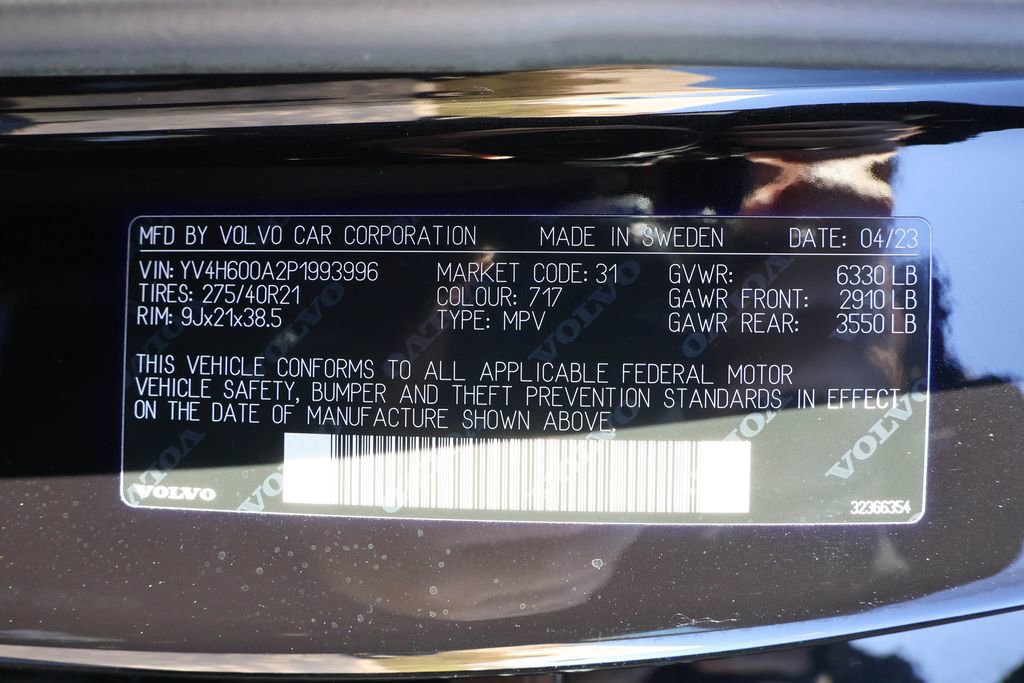 MFD BY VOLVO CAR CORPORATION MADE IN SWEDEN DATE: 04/23
VIN: YV4H600A2P1993996 MARKET CODE: 31 GVWR: 6330 LB
TIRES: 275/40R21 COLOUR: 717 GAWR FRONT: 2910 LB
RIM: 9Jx21x38.5 TYPE: MPV GAWR REAR: 3550 LB
THIS VEHICLE CONFORMS TO ALL APPLICABLE FEDERAL MOTOR
VEHICLE SAFETY, BUMPER AND THEFT PREVENTION STANDARDS IN EFFECT
ON THE DATE OF MANUFACTURE SHOWN ABOVE.
VOLVO 32366354
VOLVO
VOLVO
VOLVO